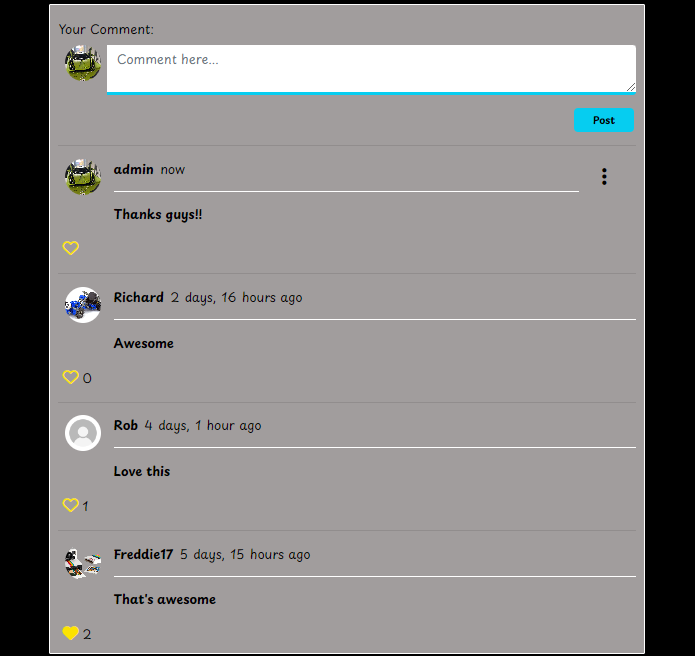 Your Comment:
Comment here...
Post
admin now
Thanks guys!!
Richard 2 days, 16 hours ago
Awesome
0
Rob 4 days, 1 hour ago
Love this
1
Freddie17 5 days, 15 hours ago
That's awesome
2